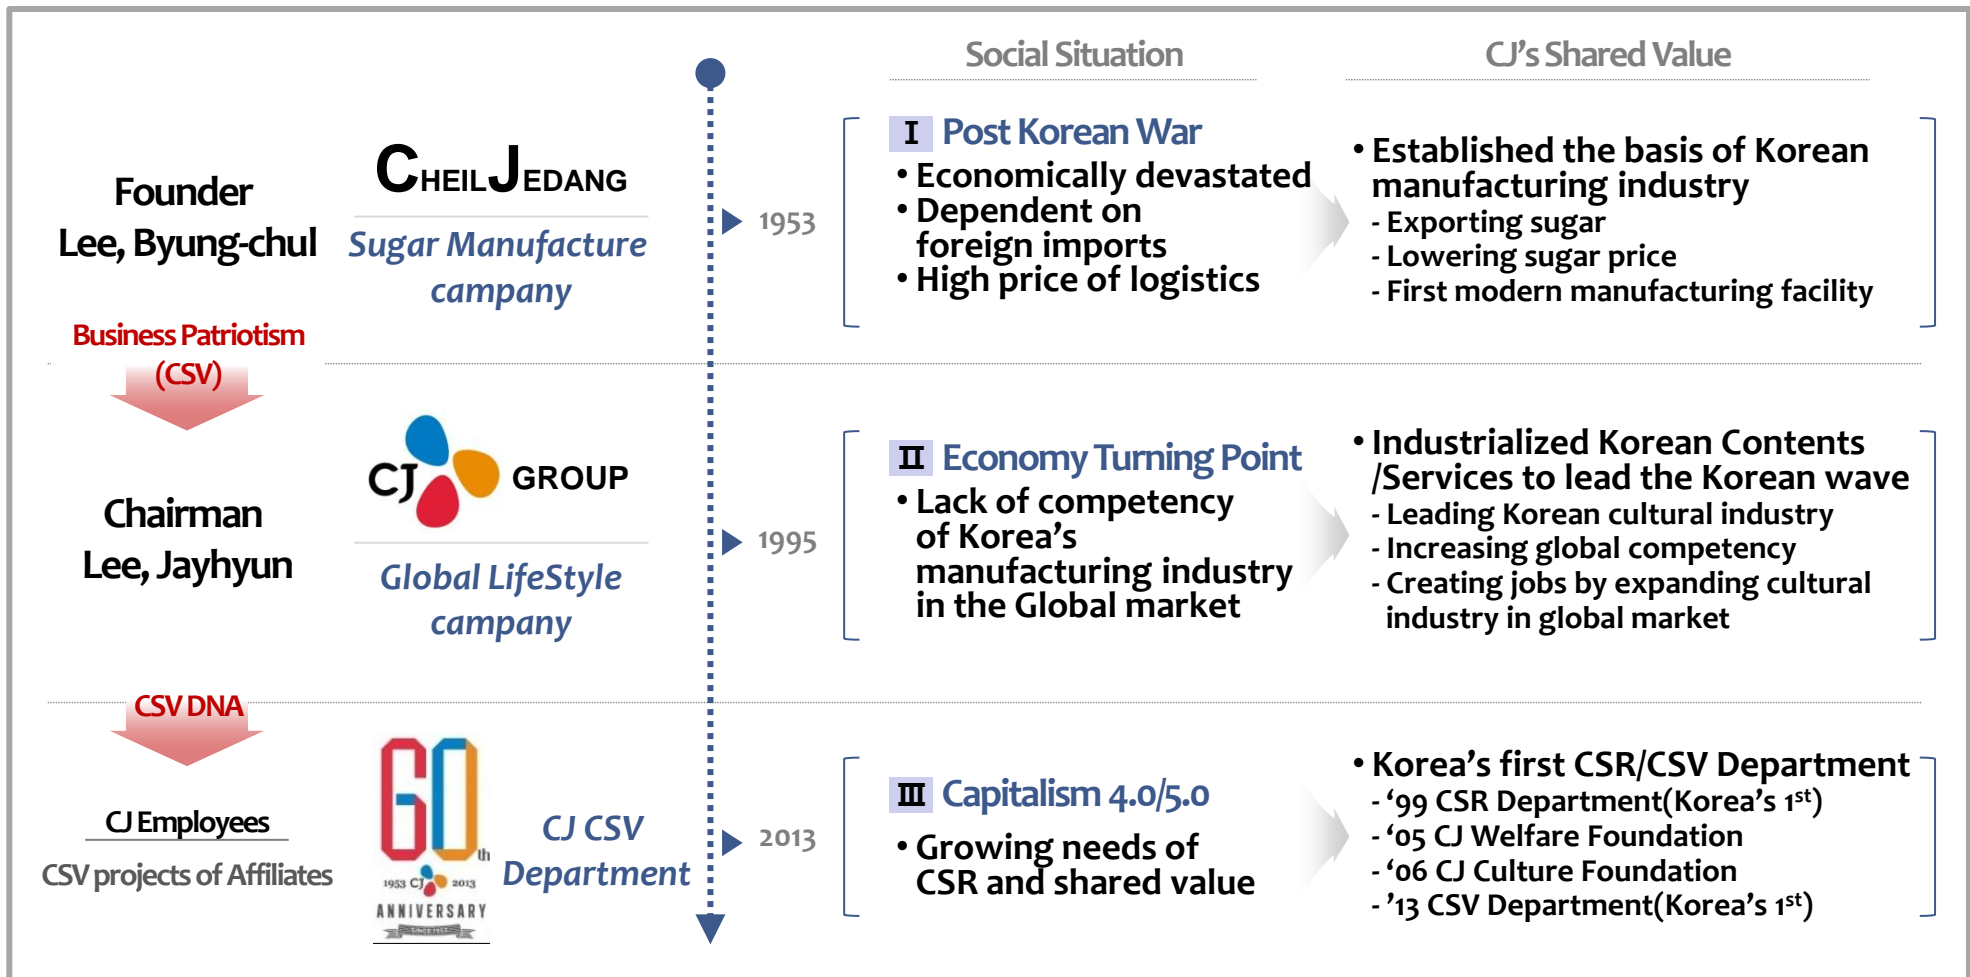 Social Situation
CJ's Shared Value
Founder
Lee, Byung-chul
CHEILJEDANG
Sugar Manufacture
campany
1953
I Post Korean War
• Economically devastated
• Dependent on
foreign imports
• High price of logistics
• Established the basis of Korean
manufacturing industry
- Exporting sugar
- Lowering sugar price
- First modern manufacturing facility
Business Patriotism
(CSV)
Chairman
Lee, Jayhyun
CJ GROUP
Global LifeStyle
campany
1995
II Economy Turning Point
• Lack of competency
of Korea's
manufacturing industry
in the Global market
• Industrialized Korean Contents
/Services to lead the Korean wave
- Leading Korean cultural industry
- Increasing global competency
- Creating jobs by expanding cultural
industry in global market
CSV DNA
CJ Employees
CSV projects of Affiliates
60th
1953 CJ 2013
ANNIVERSARY
CJ CSV
Department
2013
III Capitalism 4.0/5.0
• Growing needs of
CSR and shared value
• Korea's first CSR/CSV Department
- ‘99 CSR Department(Korea's 1st)
- ‘05 CJ Welfare Foundation
- ‘06 CJ Culture Foundation
- ’13 CSV Department(Korea's 1st)